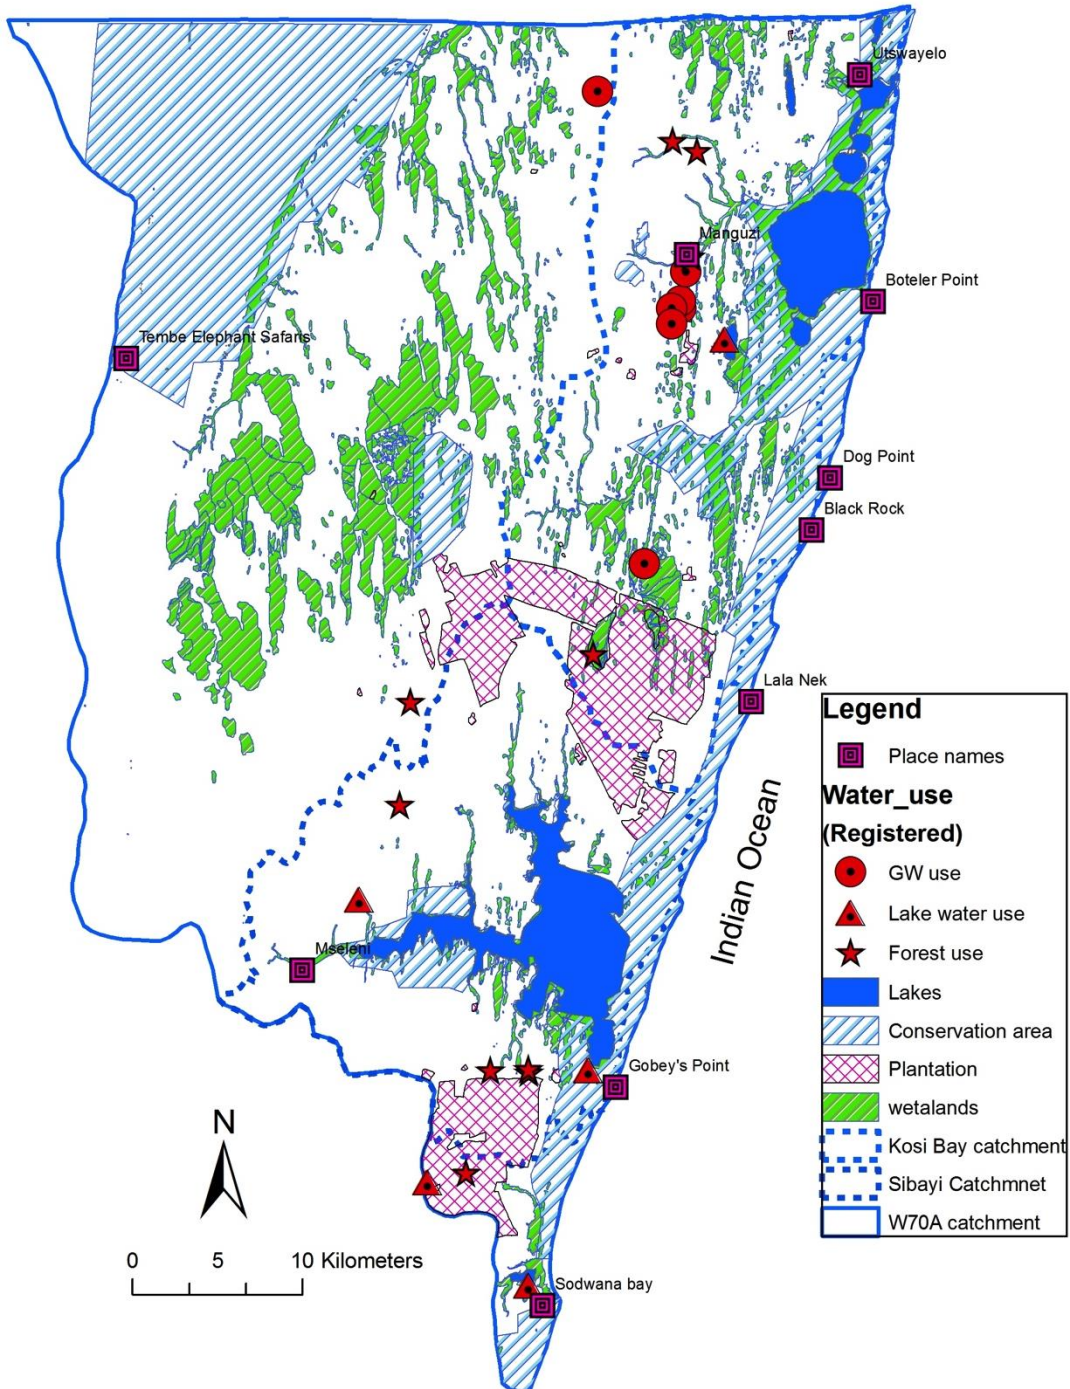 Utswayelo
Manguzi
Boteler Point
Tembe Elephant Safaris
Dog Point
Black Rock
Lala Nek
Indian Ocean
Mseleni
Gobey's Point
Sodwana bay
N
0 5 10 Kilometers
Legend
Place names
Water_use
(Registered)
GW use
Lake water use
Forest use
Lakes
Conservation area
Plantation
wetalands
Kosi Bay catchment
Sibayi Catchmnet
W70A catchment